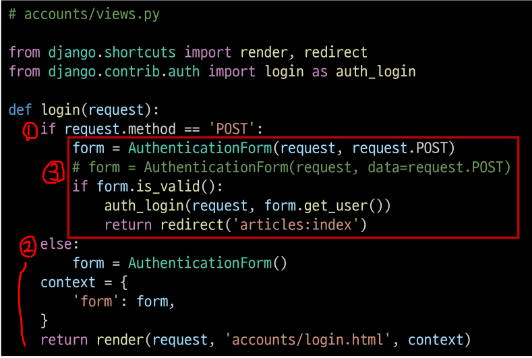 # accounts/views.py
from django.shortcuts import render, redirect
from django.contrib.auth import login as auth_login
def login(request):
① if request.method == 'POST':
form = AuthenticationForm(request, request.POST)
③ # form = AuthenticationForm(request, data=request.POST)
if form.is_valid():
auth_login(request, form.get_user())
return redirect('articles:index')
② else:
form = AuthenticationForm()
context = {
'form': form,
}
return render(request, 'accounts/login.html', context)